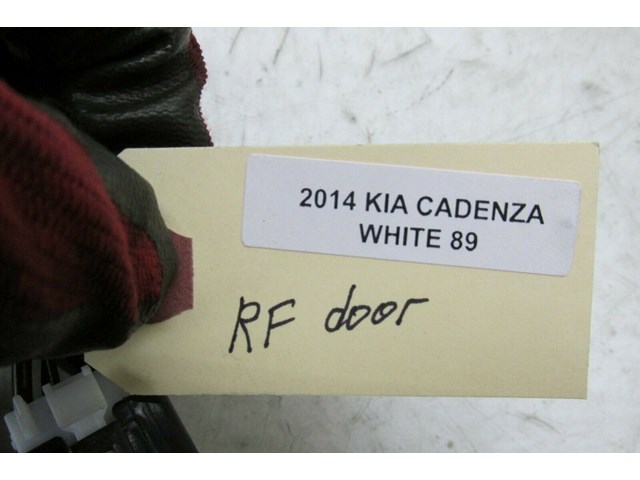 2014 KIA CADENZA
WHITE 89
RF door